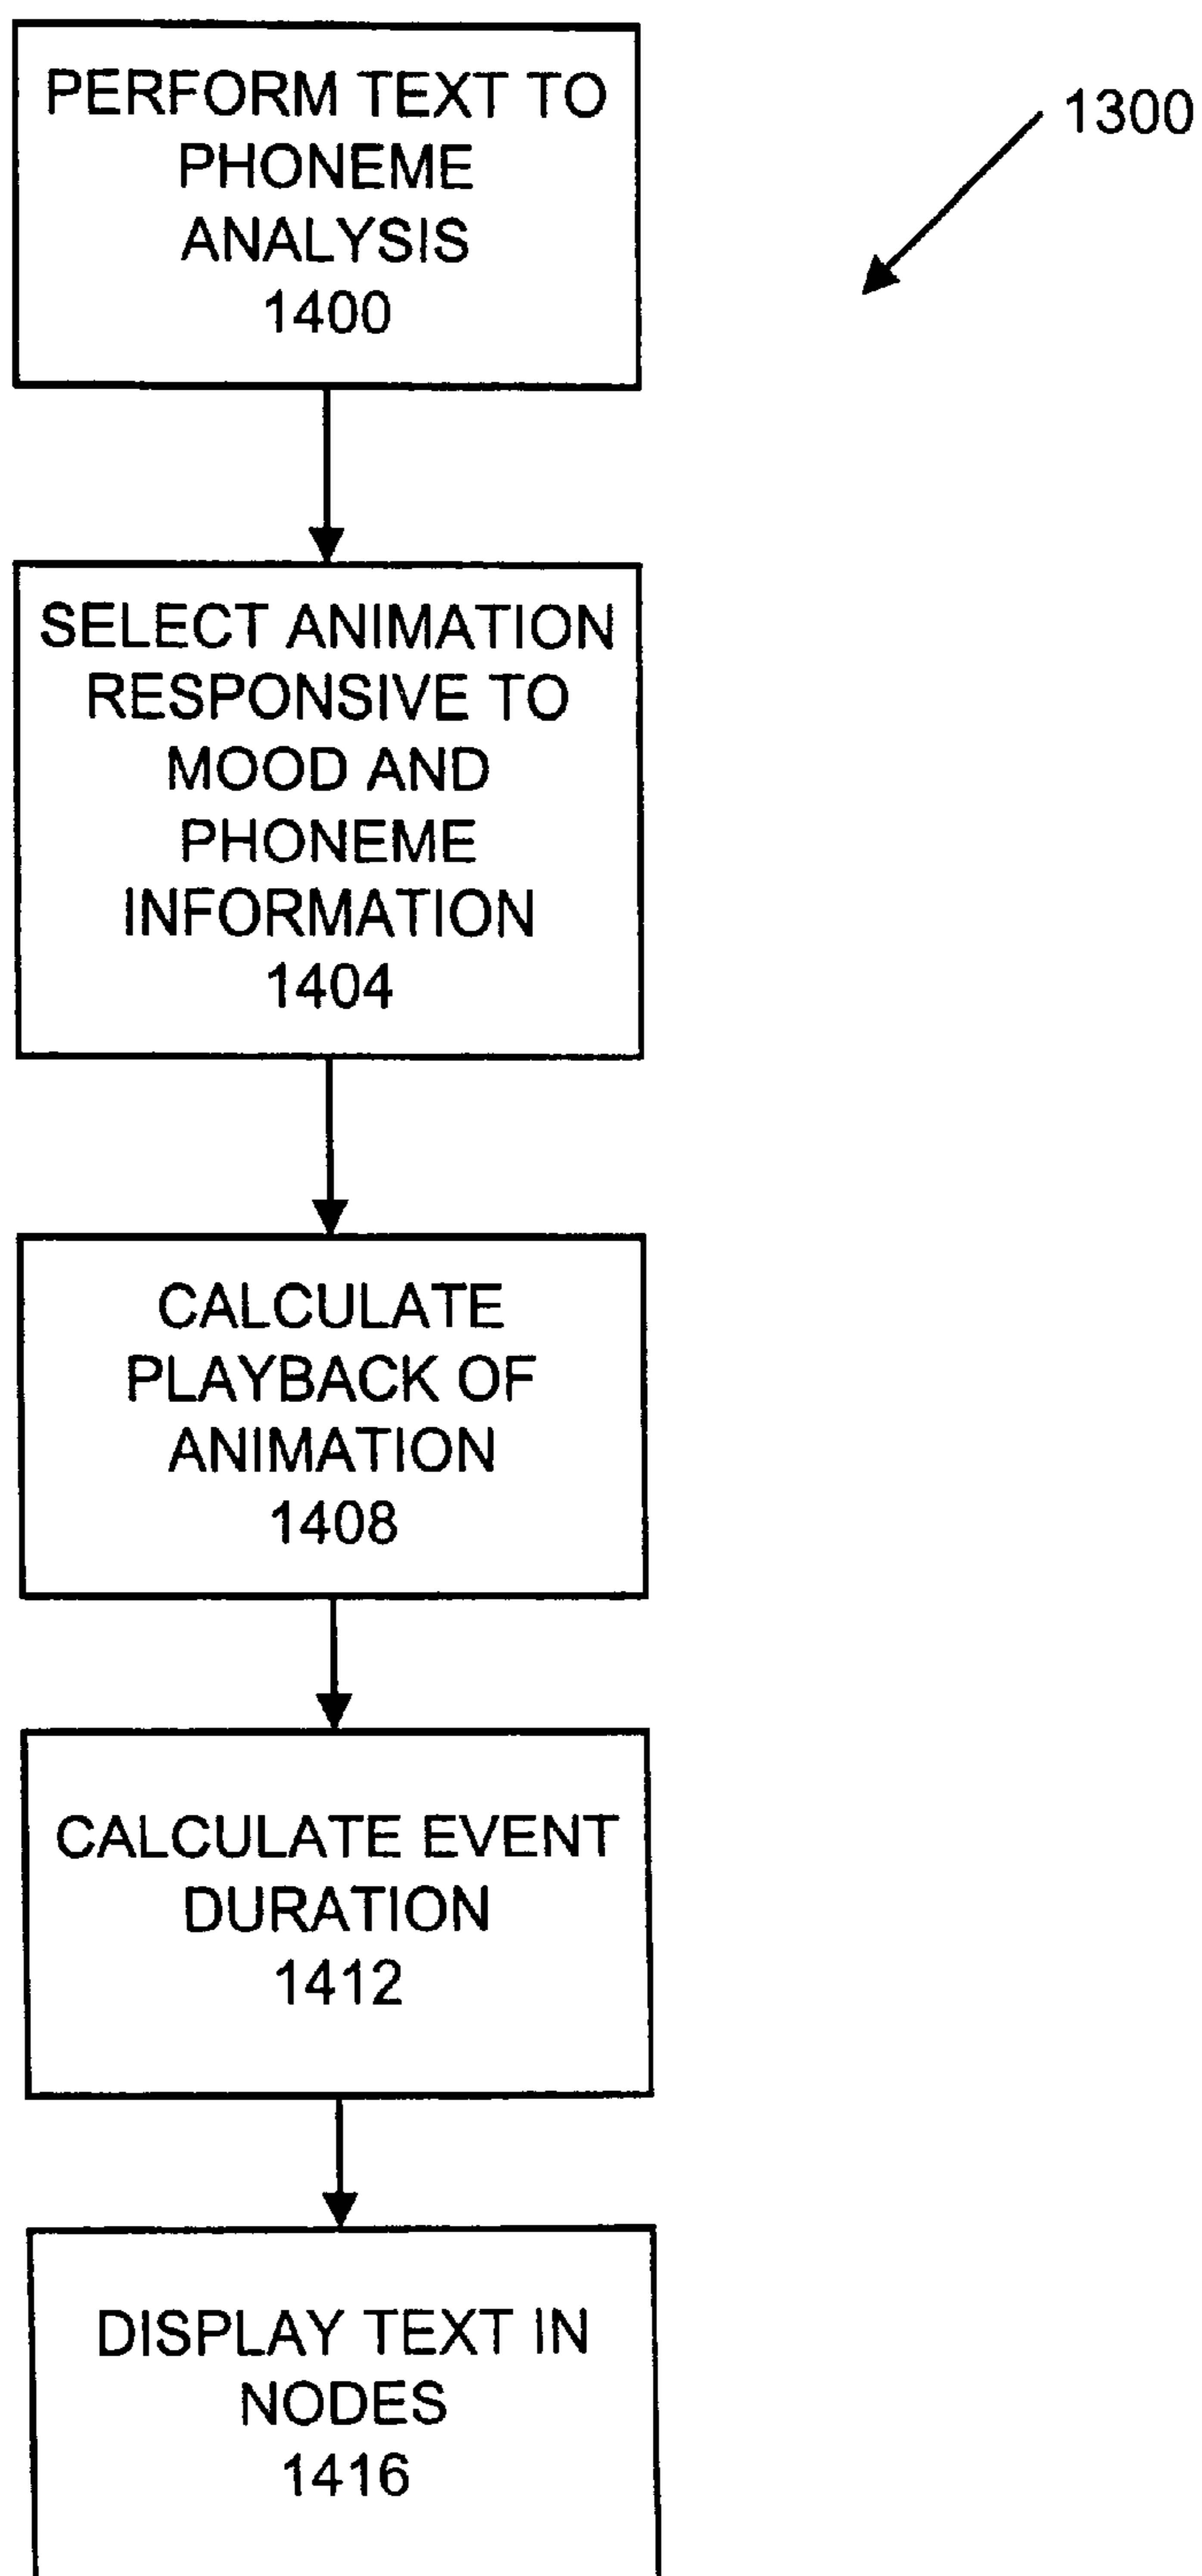 PERFORM TEXT TO
PHONEME
ANALYSIS
1400
1300
SELECT ANIMATION
RESPONSIVE TO
MOOD AND
PHONEME
INFORMATION
1404
CALCULATE
PLAYBACK OF
ANIMATION
1408
CALCULATE EVENT
DURATION
1412
DISPLAY TEXT IN
NODES
1416